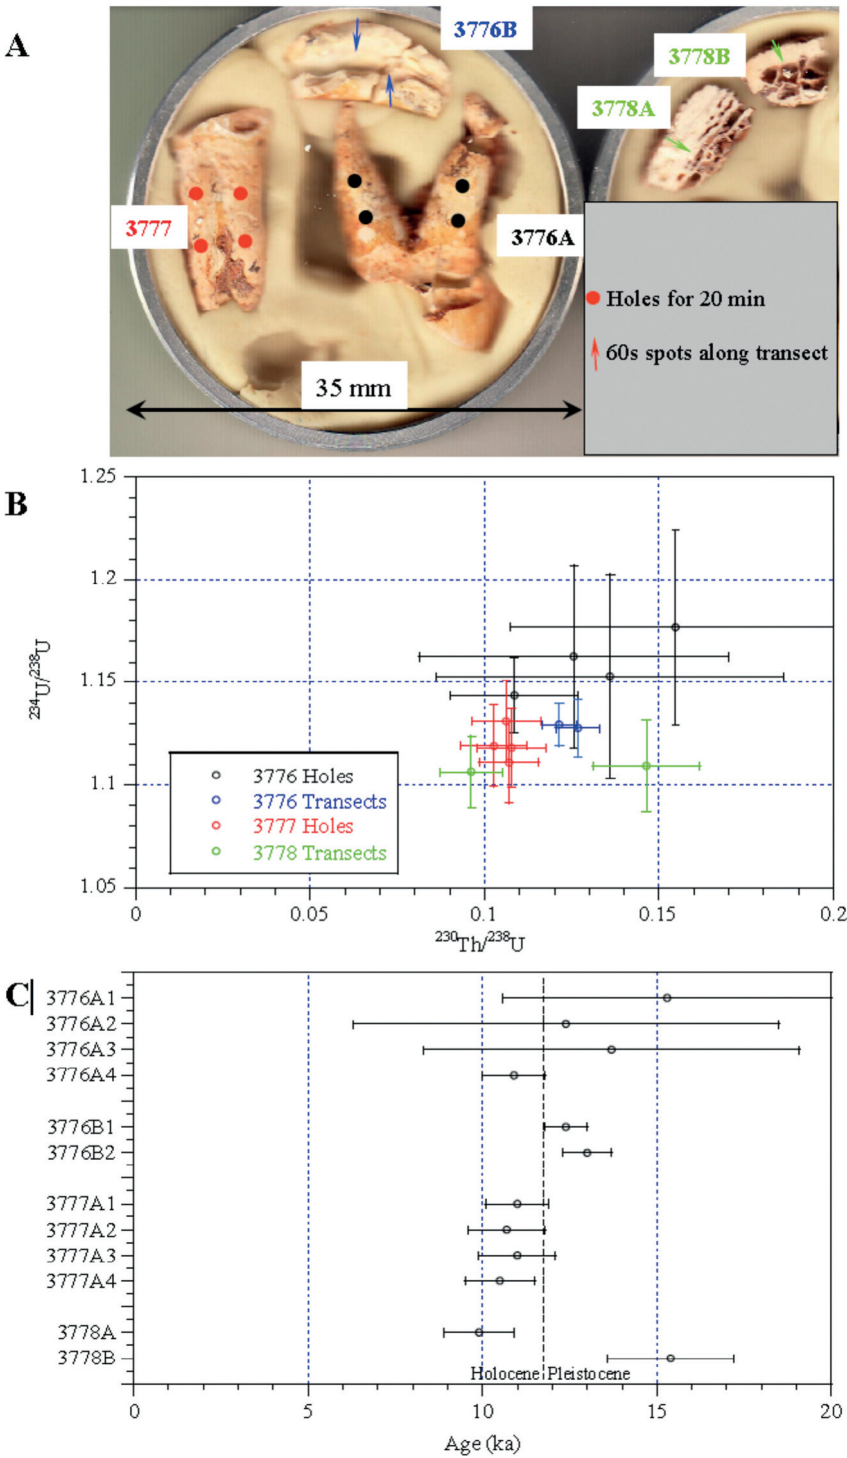 A
3776B
3778B
3778A
3777
3776A
Holes for 20 min
60s spots along transect
35 mm
B
1.25
1.2
1.15
1.1
1.05
234U/238U
3776 Holes
3776 Transects
3777 Holes
3778 Transects
0 0.05 0.1 0.15 0.2
230Th/238U
C
3776A1
3776A2
3776A3
3776A4
3776B1
3776B2
3777A1
3777A2
3777A3
3777A4
3778A
3778B
Holocene Pleistocene
0 5 10 15 20
Age (ka)